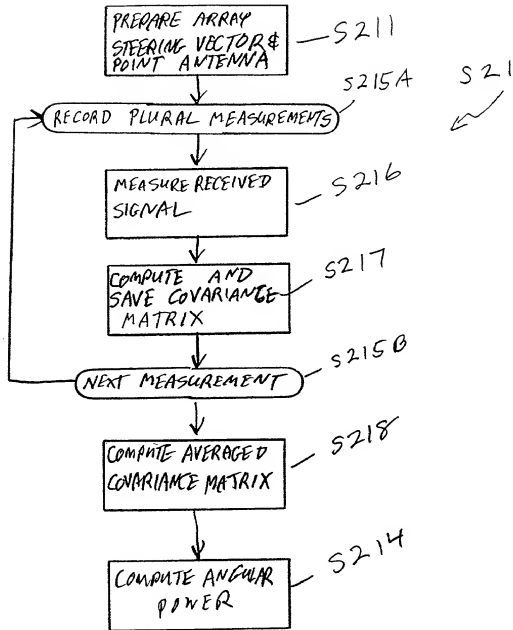 PREPARE ARRAY
STEERING VECTOR &
POINT ANTENNA
S211
S21
RECORD PLURAL MEASUREMENTS
S215A
MEASURE RECEIVED
SIGNAL
S216
COMPUTE AND
SAVE COVARIANCE
MATRIX
S217
NEXT MEASUREMENT
S215B
COMPUTE AVERAGED
COVARIANCE MATRIX
S218
COMPUTE ANGULAR
POWER
S214